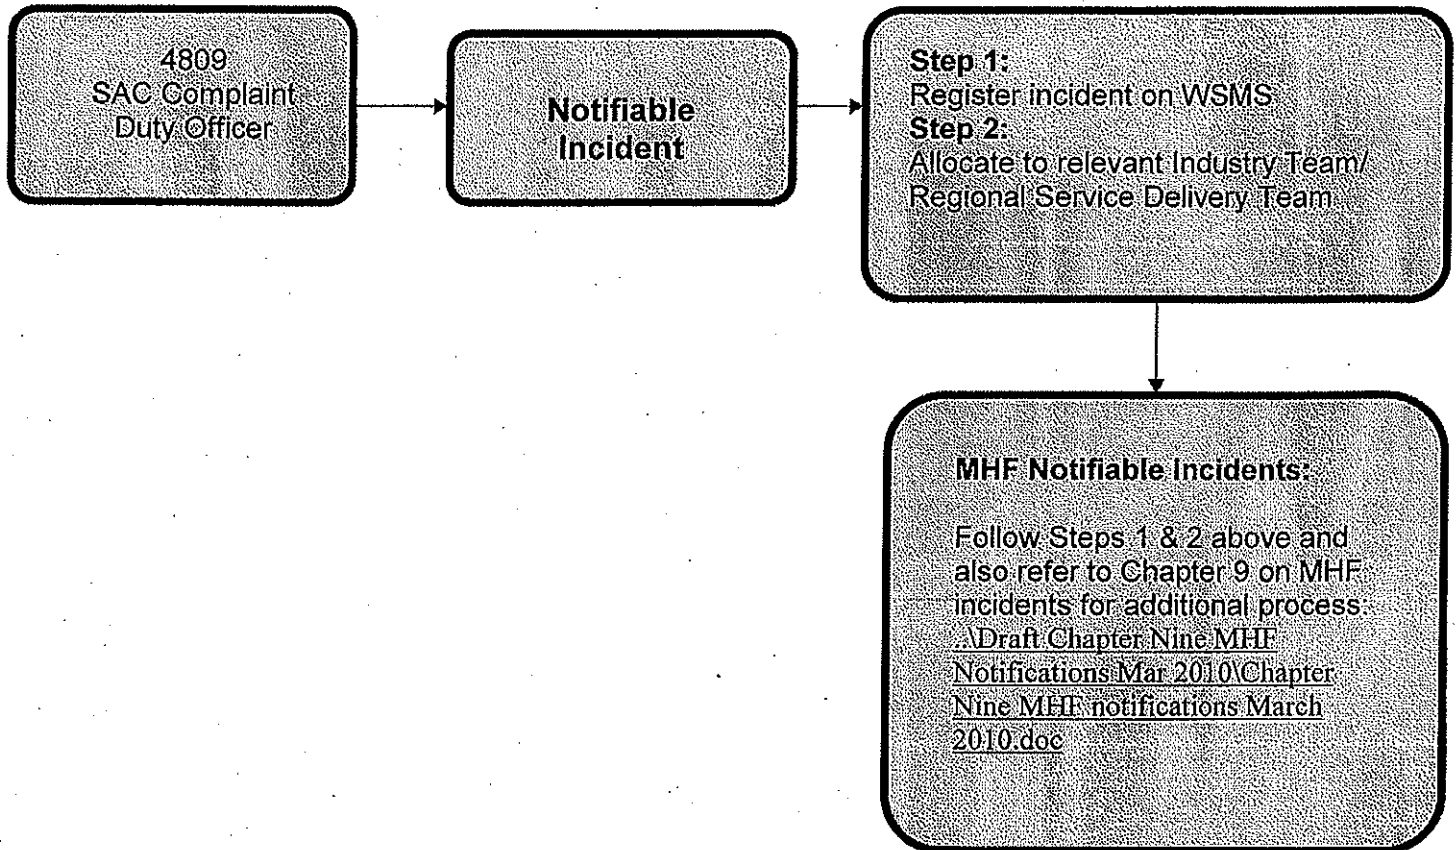 4809
SAC Complaint
Duty Officer
Notifiable
Incident
Step 1:
Register incident on WSMS
Step 2:
Allocate to relevant Industry Team/
Regional Service Delivery Team
MHF Notifiable Incidents:
Follow Steps 1 & 2 above and
also refer to Chapter 9 on MHF
incidents for additional process.
..\Draft Chapter Nine MHF
Notifications Mar 2010\Chapter
Nine MHF notifications March
2010.doc